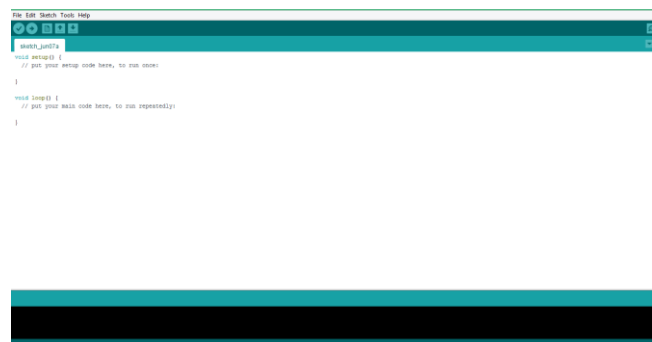 File Edit Sketch Tools Help
sketch_jun07a
void setup() {
// put your setup code here, to run once:
}
void loop() {
// put your main code here, to run repeatedly:
}